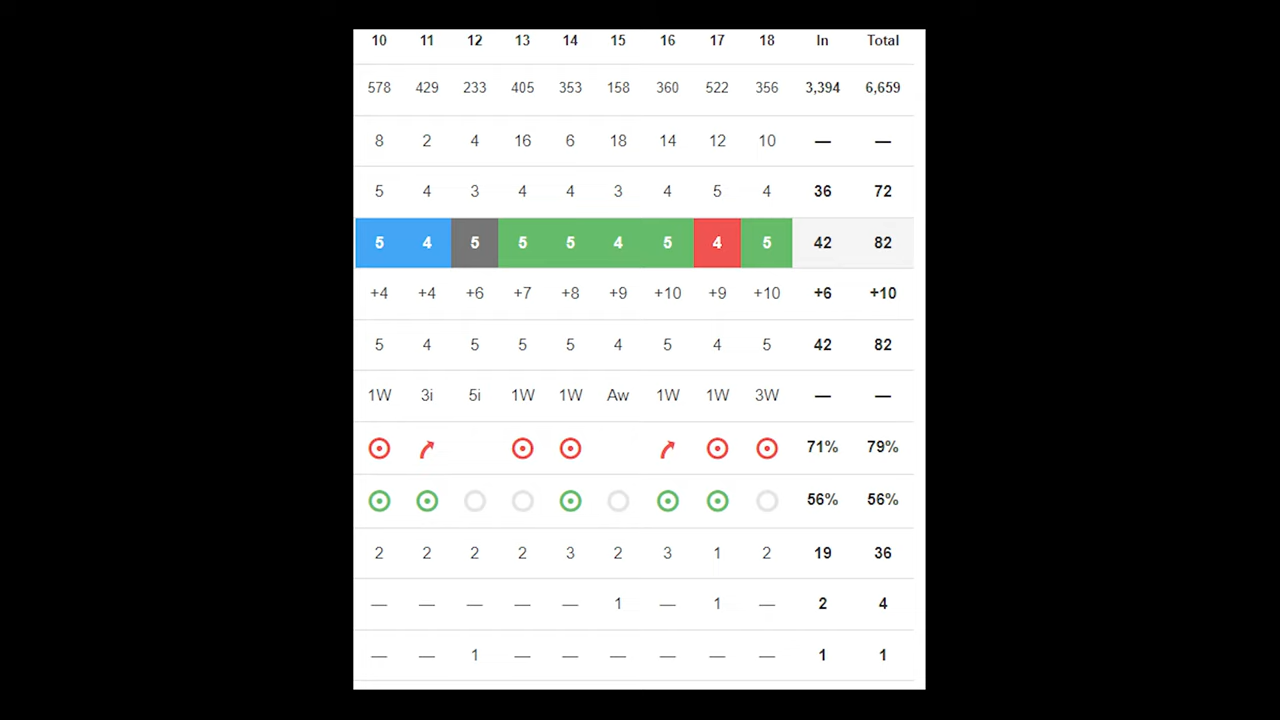 10 11 12 13 14 15 16 17 18 In Total
578 429 233 405 353 158 360 522 356 3,394 6,659
8 2 4 16 6 18 14 12 10 — —
5 4 3 4 4 3 4 5 4 36 72
5 4 5 5 5 4 5 4 5 42 82
+4 +4 +6 +7 +8 +9 +10 +9 +10 +6 +10
5 4 5 5 5 4 5 4 5 42 82
1W 3i 5i 1W 1W Aw 1W 1W 3W — —
71% 79%
56% 56%
2 2 2 2 3 2 3 1 2 19 36
— — — — — 1 — 1 — 2 4
— — 1 — — — — — — 1 1